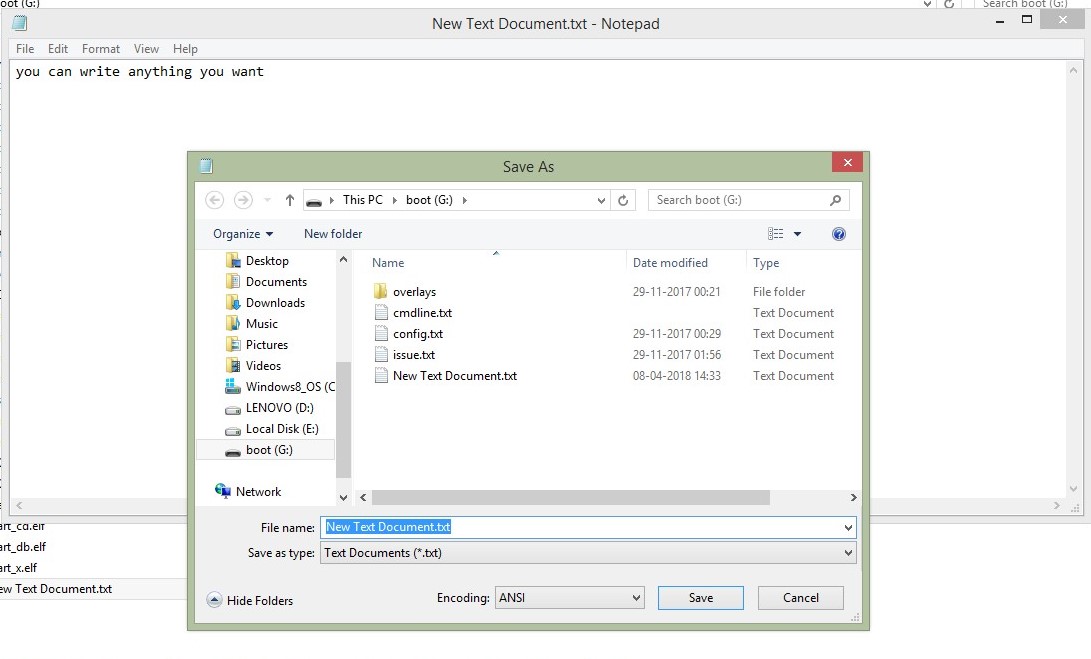 oot (G:)
Search boot (G:)
New Text Document.txt - Notepad
File Edit Format View Help
you can write anything you want
Save As
This PC boot (G:)
Search boot (G:)
Organize New folder
Name Date modified Type
Desktop
Documents
Downloads
Music
Pictures
Videos
Windows8_OS (C
LENOVO (D:)
Local Disk (E:)
boot (G:)
Network
overlays 29-11-2017 00:21 File folder
cmdline.txt Text Document
config.txt 29-11-2017 00:29 Text Document
issue.txt 29-11-2017 01:56 Text Document
New Text Document.txt 08-04-2018 14:33 Text Document
File name: New Text Document.txt
Save as type: Text Documents (*.txt)
Hide Folders
Encoding: ANSI
Save
Cancel
art_cd.elf
art_db.elf
art_x.elf
ew Text Document.txt